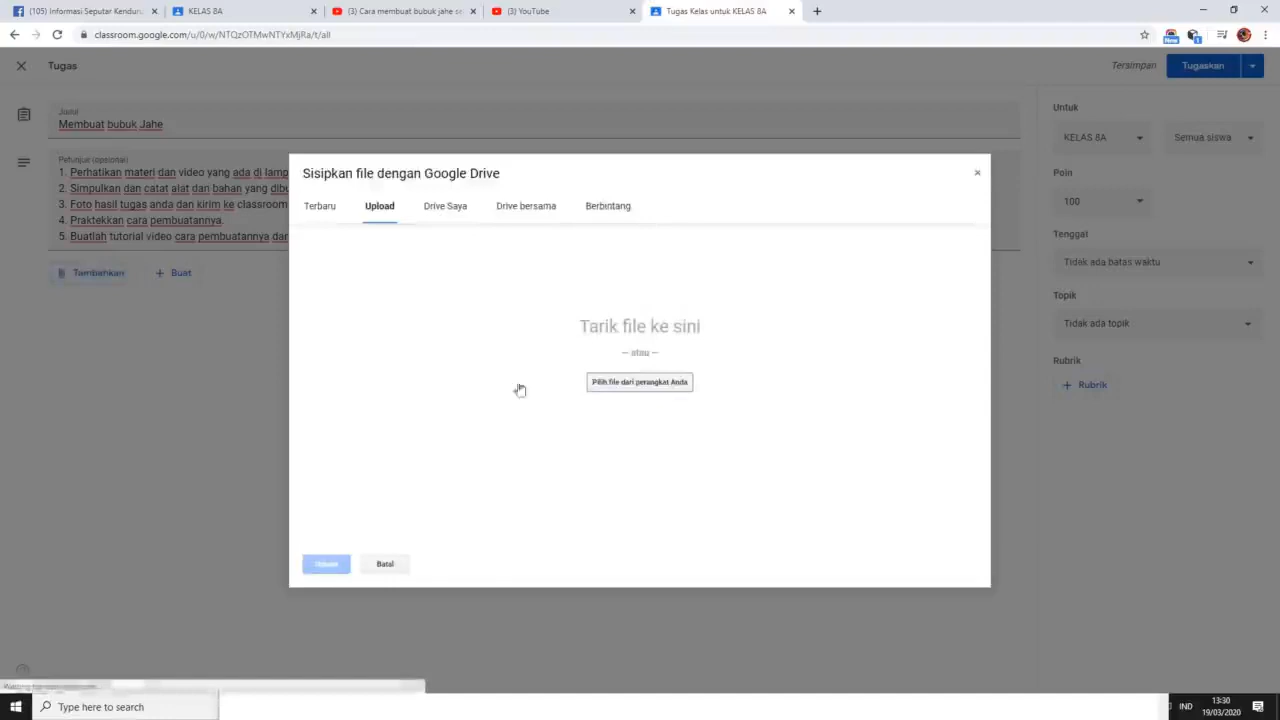 (105) Informasi Seputar Kenduru
KELAS 8A
(3) Cara membuat bubuk jahe se
(3) YouTube
Tugas Kelas untuk KELAS 8A
classroom.google.com/u/0/w/NTQzOTMwNTYxMjRa/t/all
New
1
Tugas
Tersimpan
Tugaskan
Judul
Membuat bubuk Jahe
Petunjuk (opsional)
1. Perhatikan materi dan video yang ada di lamp
2. Simpulkan dan catat alat dan bahan yang dibu
3. Foto hasil tugas anda dan kirim ke classroom
4. Praktekkan cara pembuatannya.
5. Buatlah tutorial video cara pembuatannya dar
Tambahkan
Buat
Untuk
KELAS 8A
Semua siswa
Poin
100
Tenggat
Tidak ada batas waktu
Topik
Tidak ada topik
Rubrik
+ Rubrik
Sisipkan file dengan Google Drive
Terbaru
Upload
Drive Saya
Drive bersama
Berbintang
Tarik file ke sini
— atau —
Pilih file dari perangkat Anda
Upload
Batal
Type here to search
IND
13:30
19/03/2020